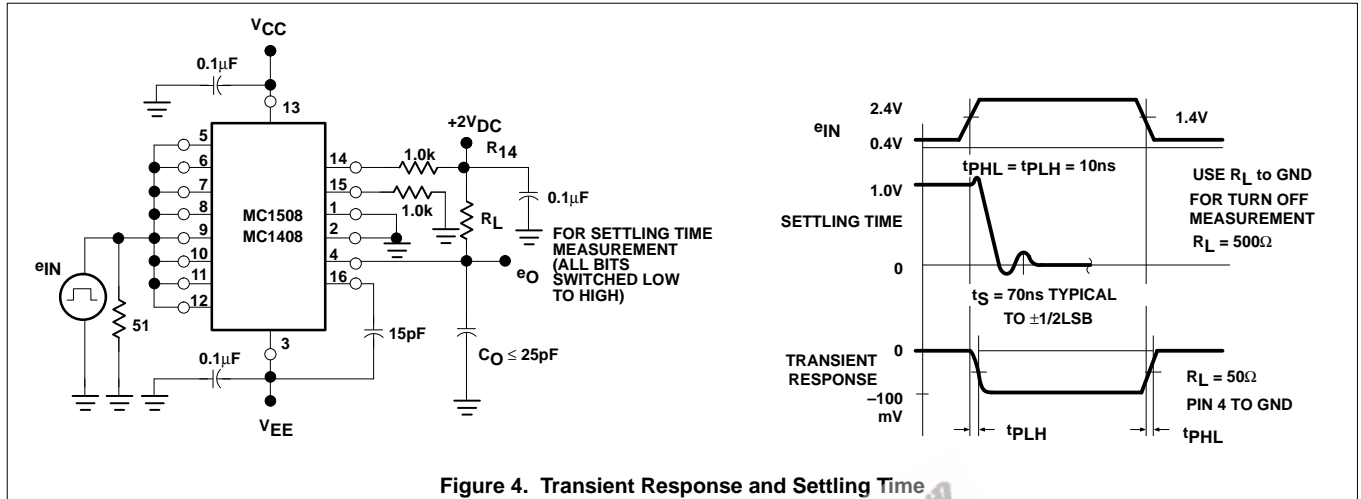 VCC
0.1µF
13
+2VDC
R14
5
6
7
8
9
10
11
12
14
15
1
2
4
16
1.0k
1.0k
MC1508
MC1408
RL
0.1µF
FOR SETTLING TIME
MEASUREMENT
(ALL BITS
SWITCHED LOW
TO HIGH)
eO
eIN
51
3
15pF
CO ≤ 25pF
0.1µF
VEE
2.4V
eIN
0.4V
1.4V
tPHL = tPLH = 10ns
1.0V
SETTLING TIME
0
USE RL to GND
FOR TURN OFF
MEASUREMENT
RL = 500Ω
tS = 70ns TYPICAL
TO ±1/2LSB
0
TRANSIENT
RESPONSE
–100
mV
RL = 50Ω
PIN 4 TO GND
tPLH
tPHL
Figure 4. Transient Response and Settling Time